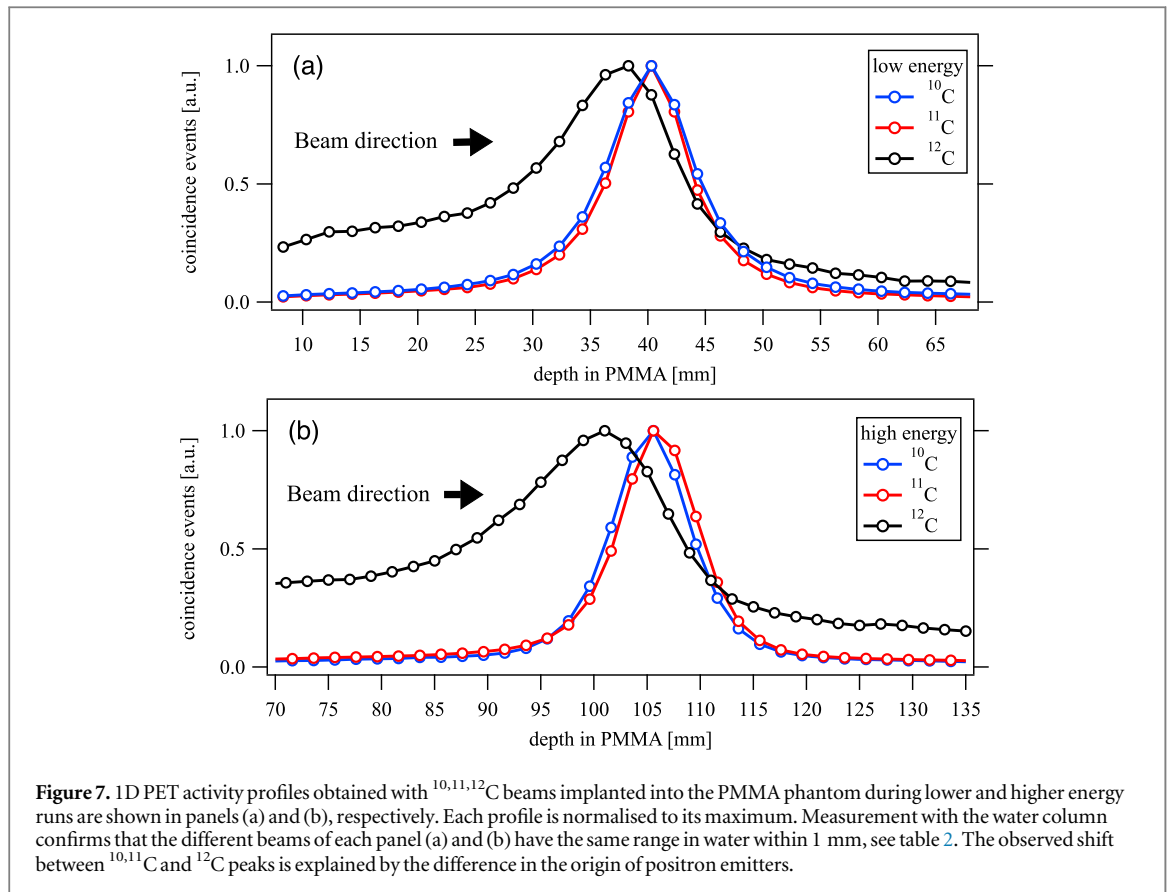 (a)
1.0
0.5
0.0
coincidence events [a.u.]
Beam direction
low energy
¹⁰C
¹¹C
¹²C
10 15 20 25 30 35 40 45 50 55 60 65
depth in PMMA [mm]
(b)
1.0
0.5
0.0
coincidence events [a.u.]
Beam direction
high energy
¹⁰C
¹¹C
¹²C
70 75 80 85 90 95 100 105 110 115 120 125 130 135
depth in PMMA [mm]
Figure 7. 1D PET activity profiles obtained with ¹⁰,¹¹,¹²C beams implanted into the PMMA phantom during lower and higher energy
runs are shown in panels (a) and (b), respectively. Each profile is normalised to its maximum. Measurement with the water column
confirms that the different beams of each panel (a) and (b) have the same range in water within 1 mm, see table 2. The observed shift
between ¹⁰,¹¹C and ¹²C peaks is explained by the difference in the origin of positron emitters.